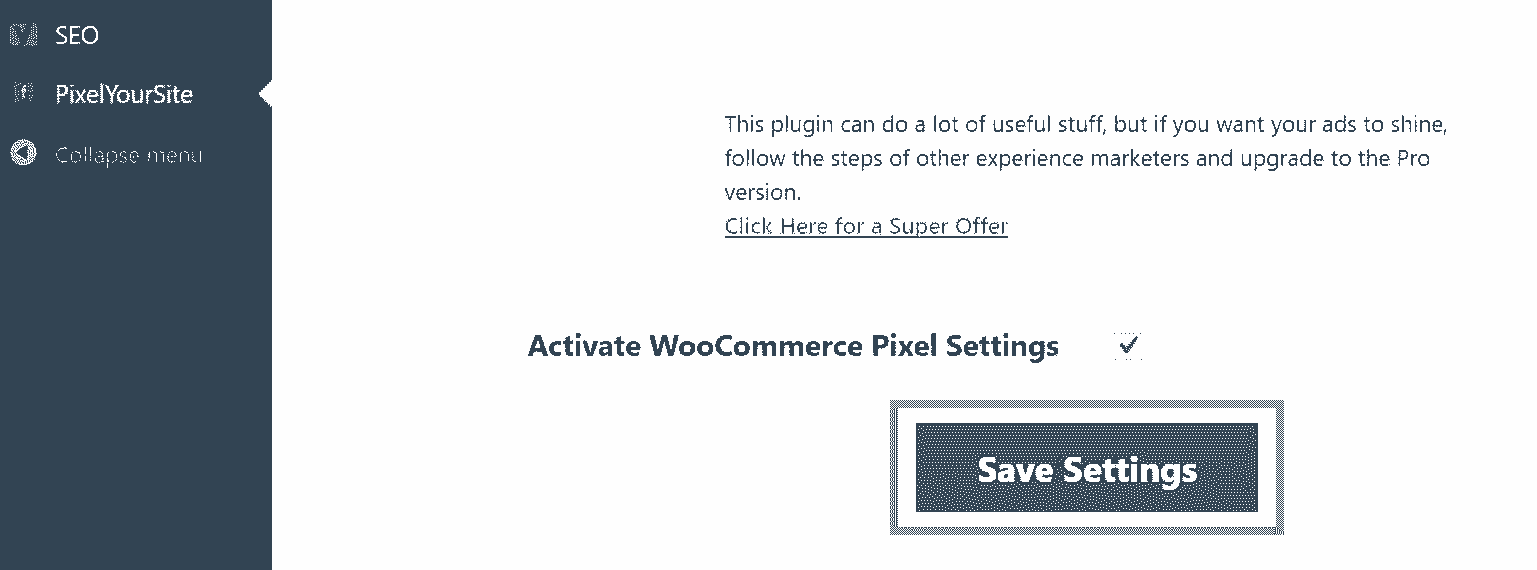 SEO
PixelYourSite
Collapse menu
This plugin can do a lot of useful stuff, but if you want your ads to shine,
follow the steps of other experience marketers and upgrade to the Pro
version.
Click Here for a Super Offer
Activate WooCommerce Pixel Settings
Save Settings